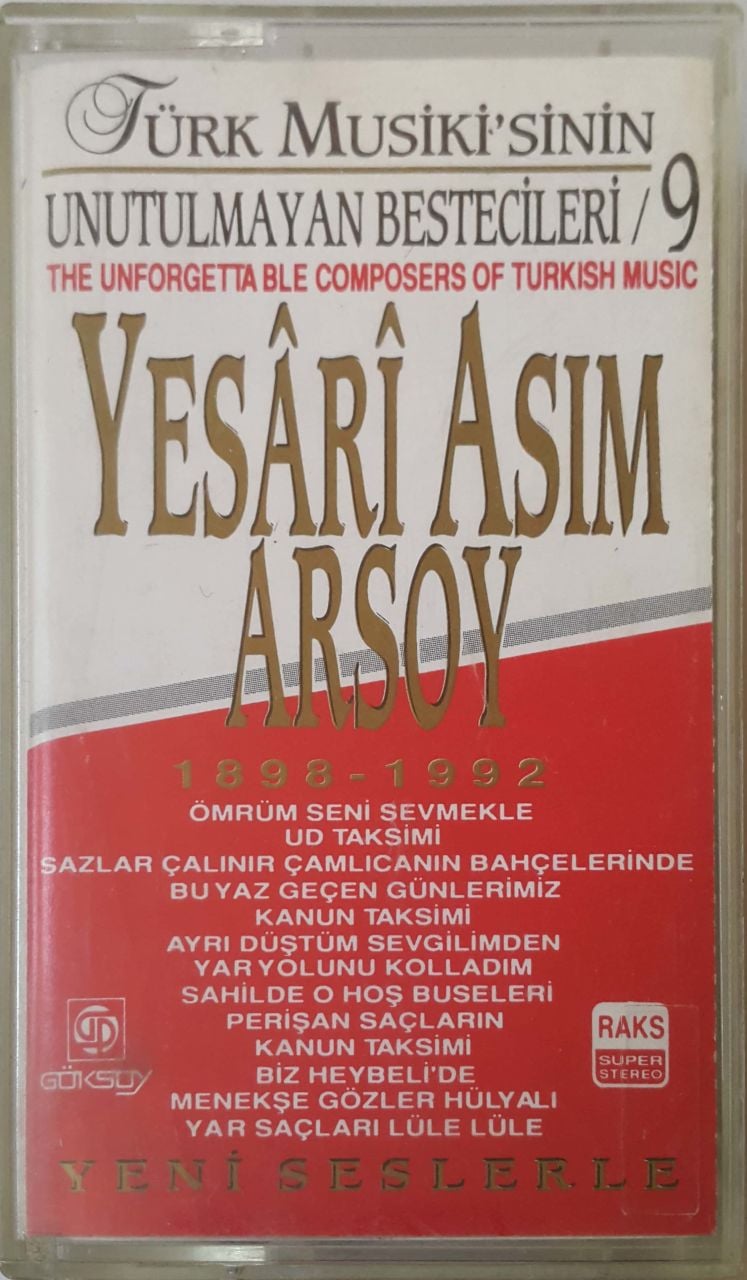 TÜRK MUSİKİ'SİNİN
UNUTULMAYAN BESTECİLERİ / 9
THE UNFORGETTA BLE COMPOSERS OF TURKISH MUSIC
YESÂRÎ ASIM
ARSOY
1898-1992
ÖMRÜM SENİ SEVMEKLE
UD TAKSİMİ
SAZLAR ÇALINIR ÇAMLICANIN BAHÇELERİNDE
BU YAZ GEÇEN GÜNLERİMİZ
KANUN TAKSİMİ
AYRI DÜŞTÜM SEVGİLİMDEN
YAR YOLUNU KOLLADIM
SAHİLDE O HOŞ BUSELERİ
PERİŞAN SAÇLARIN
KANUN TAKSİMİ
BİZ HEYBELİ'DE
MENEKŞE GÖZLER HÜLYALI
YAR SAÇLARI LÜLE LÜLE
GÖKSOY
RAKS
SUPER
STEREO
YENİ SESLERLE